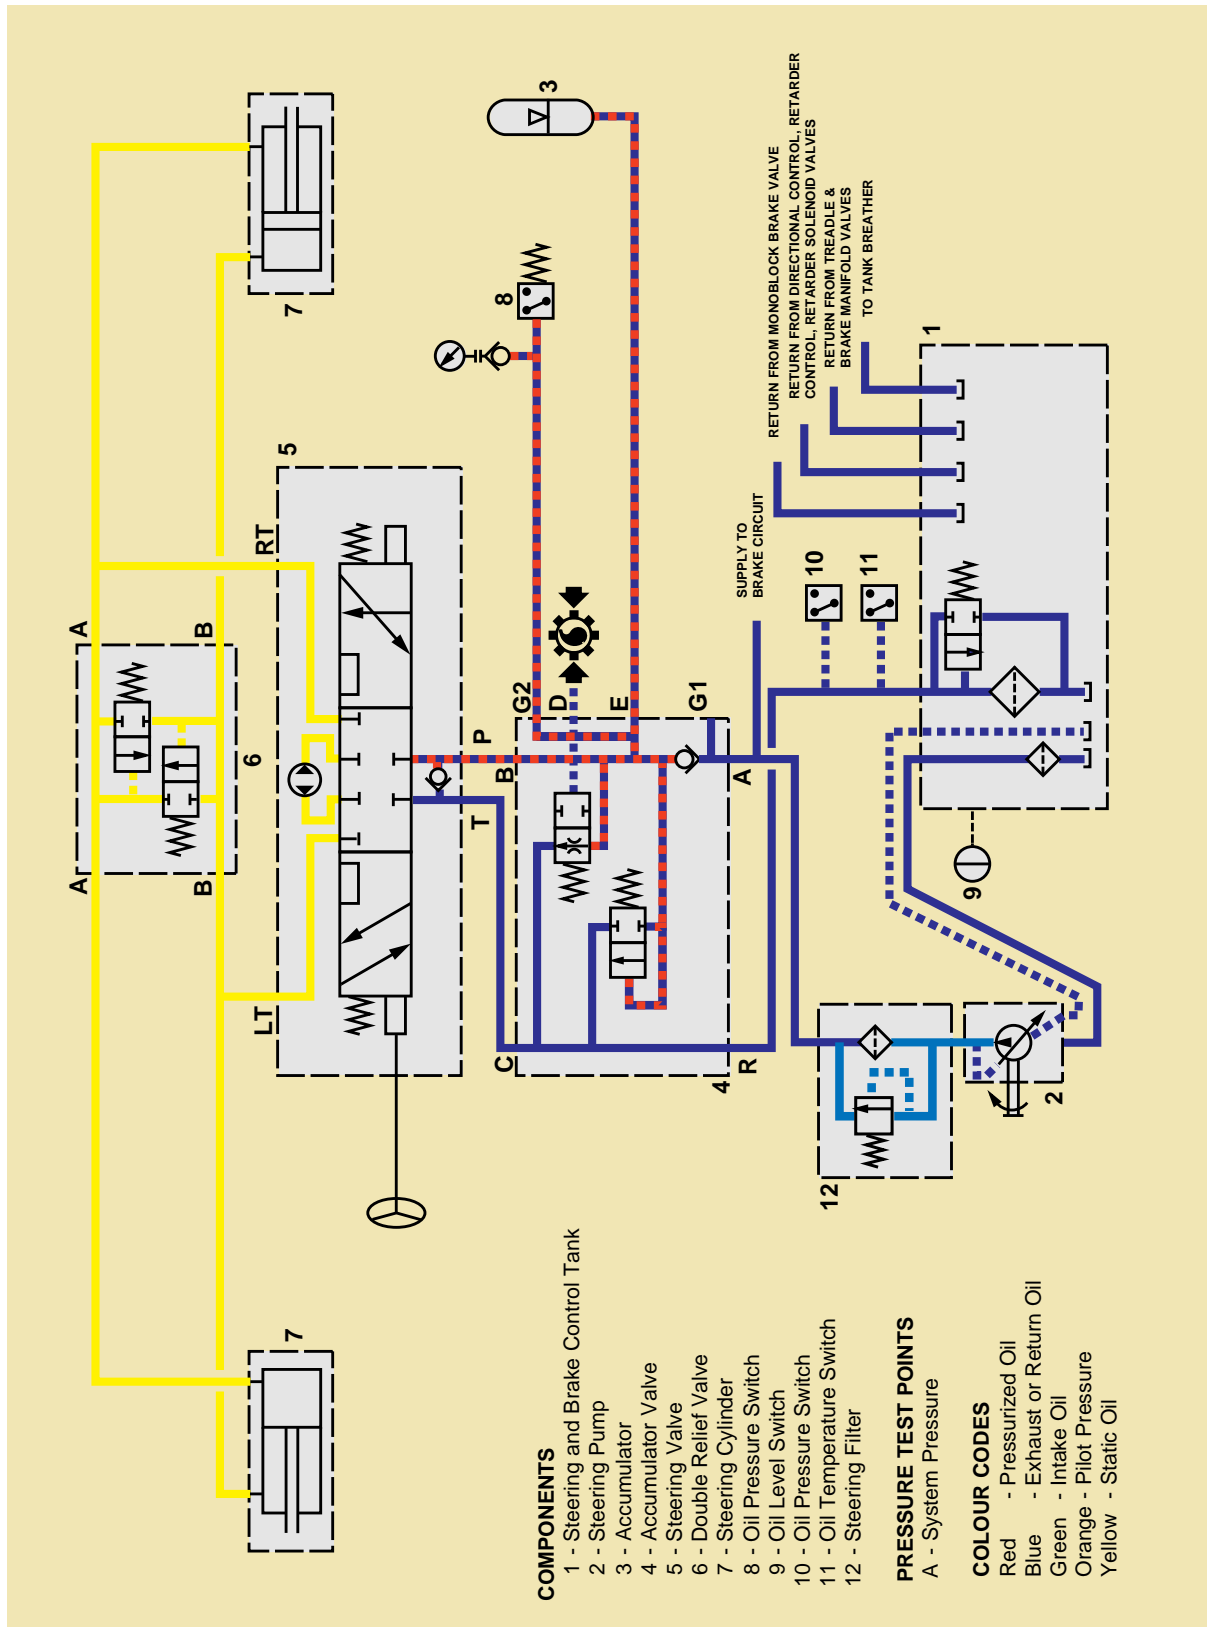 A
A
B
B
6
LT
RT
5
7
7
T
P
C
B
G2
8
3
D
E
G1
4
R
A
SUPPLY TO
BRAKE CIRCUIT
RETURN FROM MONOBLOCK BRAKE VALVE
RETURN FROM DIRECTIONAL CONTROL, RETARDER
CONTROL, RETARDER SOLENOID VALVES
RETURN FROM TREADLE &
BRAKE MANIFOLD VALVES
TO TANK BREATHER
10
11
12
1
9
2
COMPONENTS
1 - Steering and Brake Control Tank
2 - Steering Pump
3 - Accumulator
4 - Accumulator Valve
5 - Steering Valve
6 - Double Relief Valve
7 - Steering Cylinder
8 - Oil Pressure Switch
9 - Oil Level Switch
10 - Oil Pressure Switch
11 - Oil Temperature Switch
12 - Steering Filter
PRESSURE TEST POINTS
A - System Pressure
COLOUR CODES
Red - Pressurized Oil
Blue - Exhaust or Return Oil
Green - Intake Oil
Orange - Pilot Pressure
Yellow - Static Oil